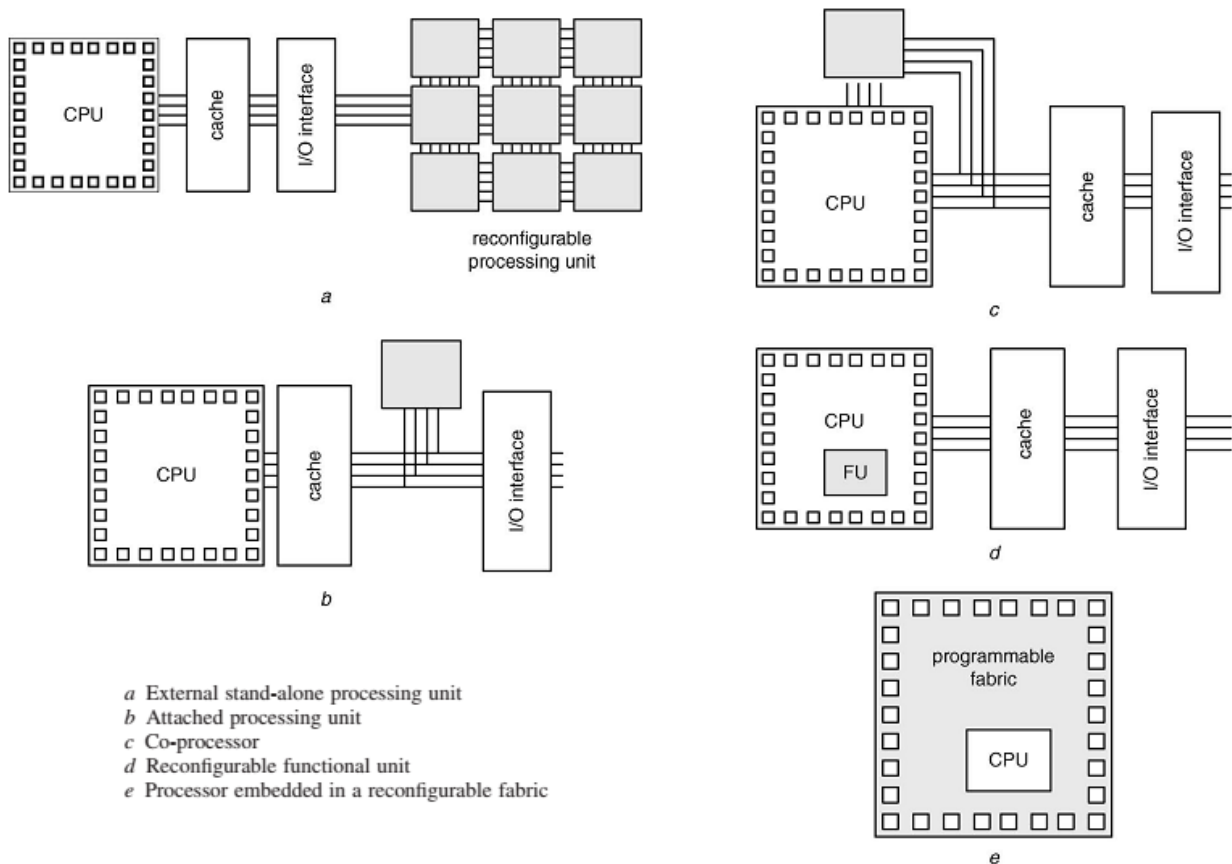 CPU
cache
I/O interface
reconfigurable
processing unit
a
CPU
cache
I/O interface
b
CPU
cache
I/O interface
c
CPU
FU
cache
I/O interface
d
programmable
fabric
CPU
e
a External stand-alone processing unit
b Attached processing unit
c Co-processor
d Reconfigurable functional unit
e Processor embedded in a reconfigurable fabric